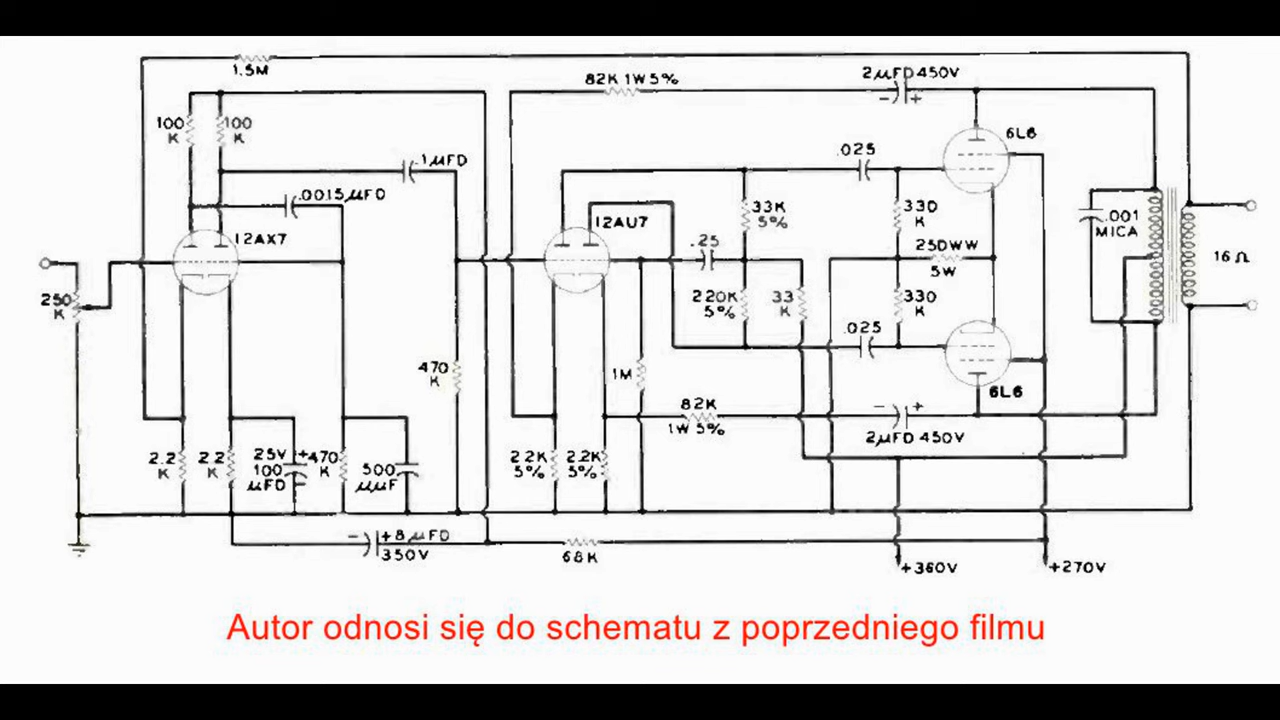 1.5M
82K 1W5%
2µFD 450V
100
K
100
K
6L6
.1µFD
.025
.0015µFD
33K
5%
330
K
.001
MICA
12AX7
12AU7
.25
250WW
5W
16Ω
250
K
220K
5%
33
K
330
K
.025
470
K
1M
6L6
82K
1W 5%
2µFD 450V
2.2
K
2.2
K
25V
100
µFD
470
K
500
µµF
2.2K
5%
2.2K
5%
+8µFD
350V
68K
+360V
+270V
Autor odnosi się do schematu z poprzedniego filmu